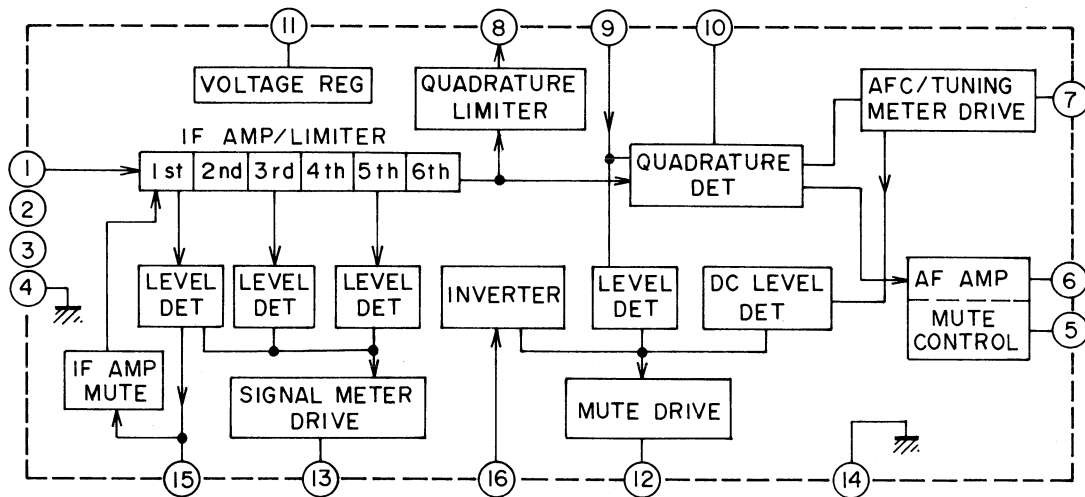 11
8
9
10
VOLTAGE REG
QUADRATURE
LIMITER
AFC/TUNING
METER DRIVE
7
IF AMP/LIMITER
1
1st 2nd 3rd 4th 5th 6th
QUADRATURE
DET
2
3
4
LEVEL
DET
LEVEL
DET
LEVEL
DET
INVERTER
LEVEL
DET
DC LEVEL
DET
AF AMP
6
MUTE
CONTROL
5
IF AMP
MUTE
SIGNAL METER
DRIVE
MUTE DRIVE
15
13
16
12
14